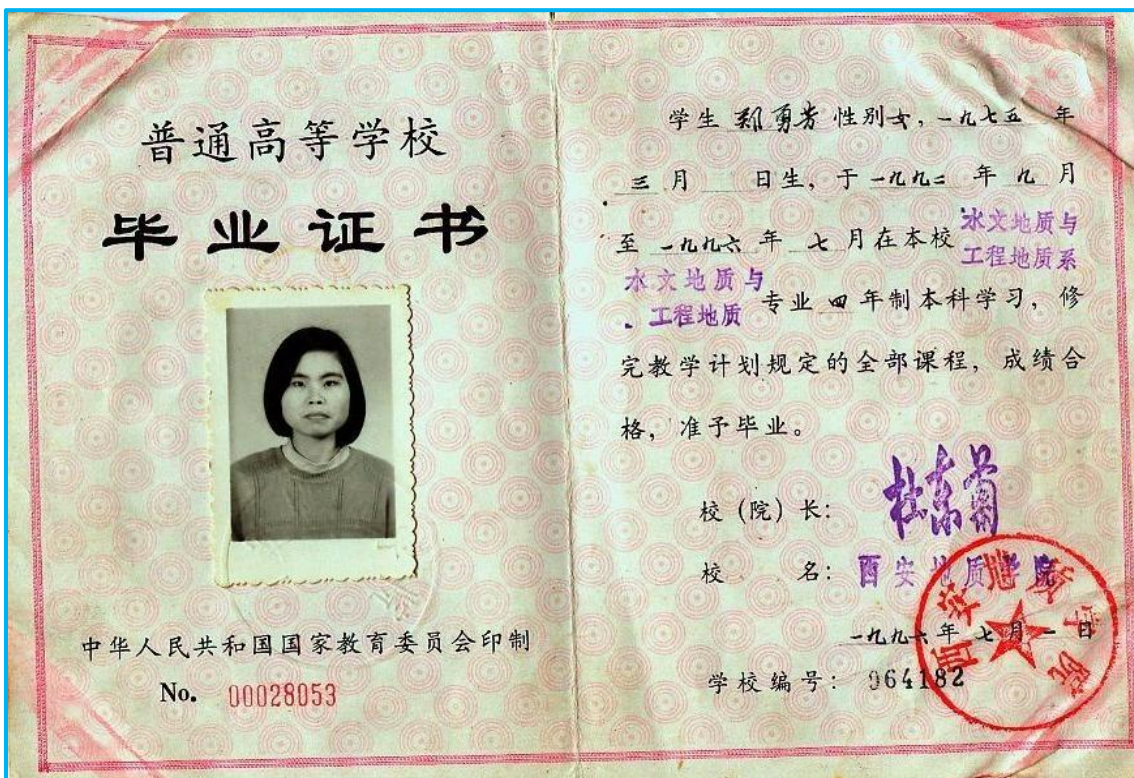 普通高等学校
毕业证书
中华人民共和国国家教育委员会印制
No. 00028053
学生 郑勇芳 性别 女, 一九七五 年
三 月 日生, 于 一九九二 年 九 月
至 一九九六 年 七 月在本校 水文地质与工程地质系
水文地质与工程地质 专业 四 年制本科学习, 修
完教学计划规定的全部课程, 成绩合
格, 准予毕业。
校 (院) 长:
校 名: 西安地质学院
一九九六 年 七 月 一 日
学校编号: 964182
西安地质学院